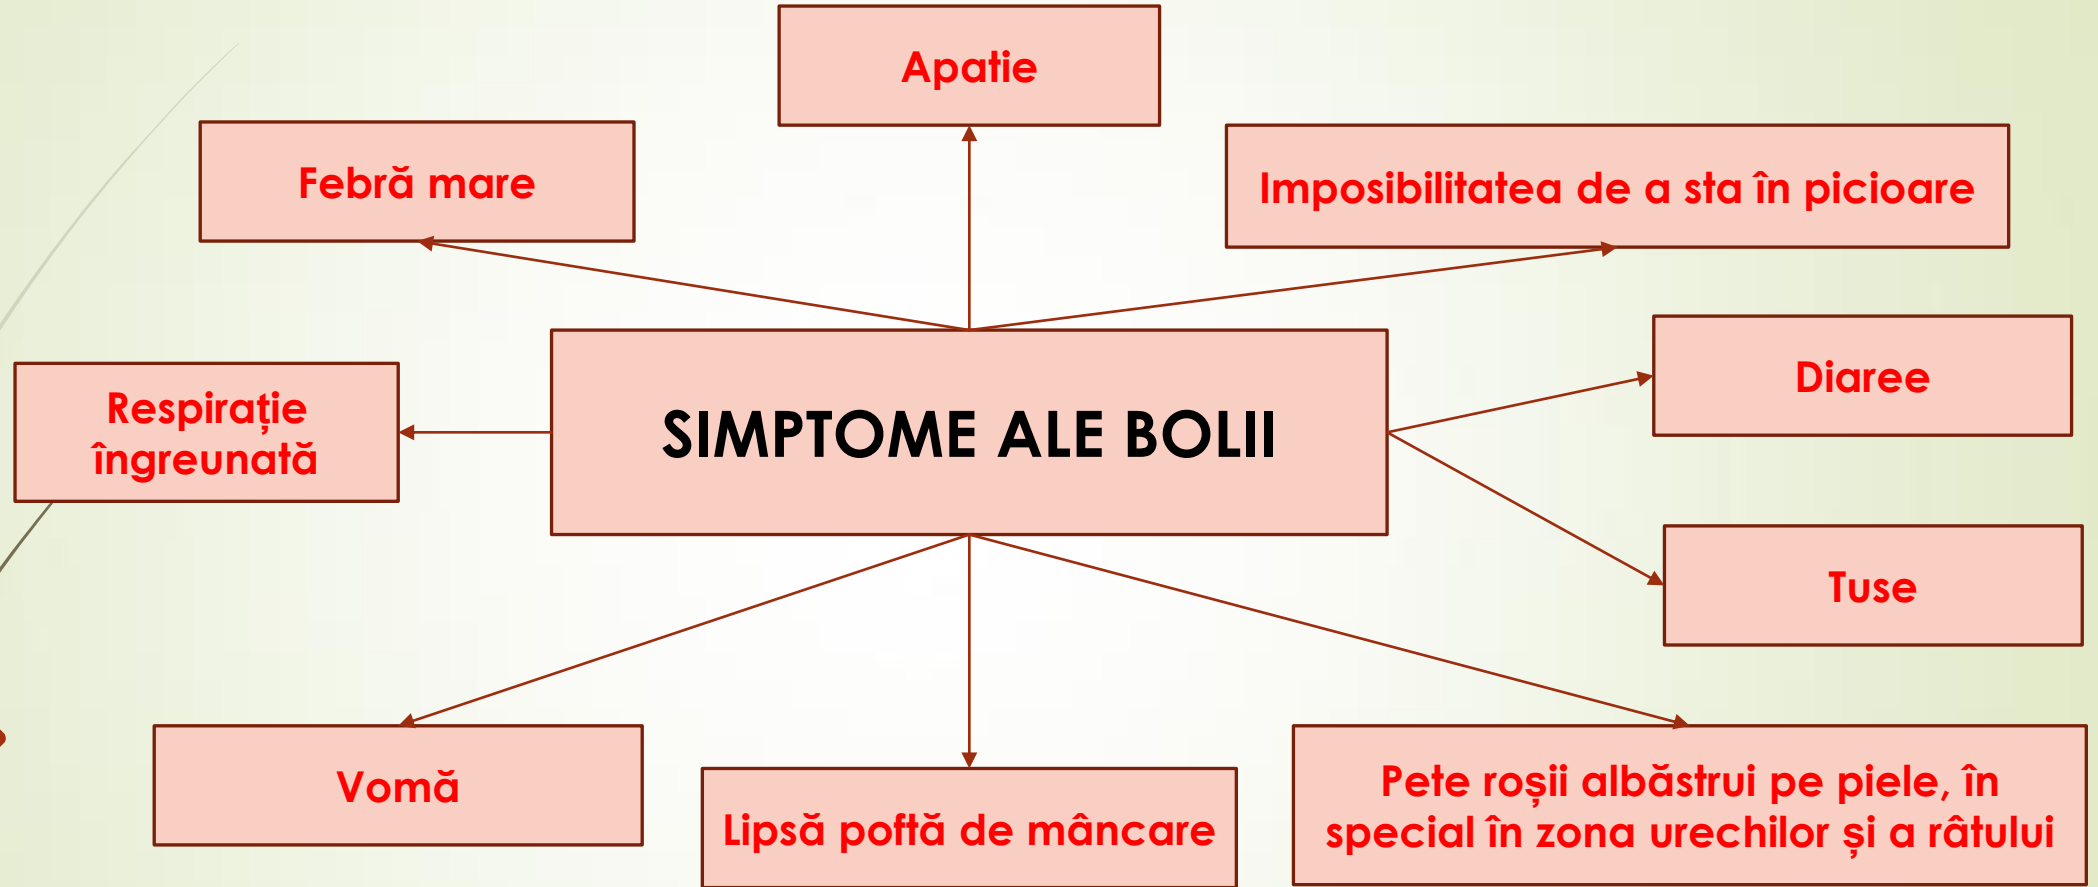 Apatie
Febră mare
Imposibilitatea de a sta în picioare
Respirație
îngreunată
SIMPTOME ALE BOLII
Diaree
Tuse
Vomă
Lipsă poftă de mâncare
Pete roșii albăstrui pe piele, în
special în zona urechilor și a râtului